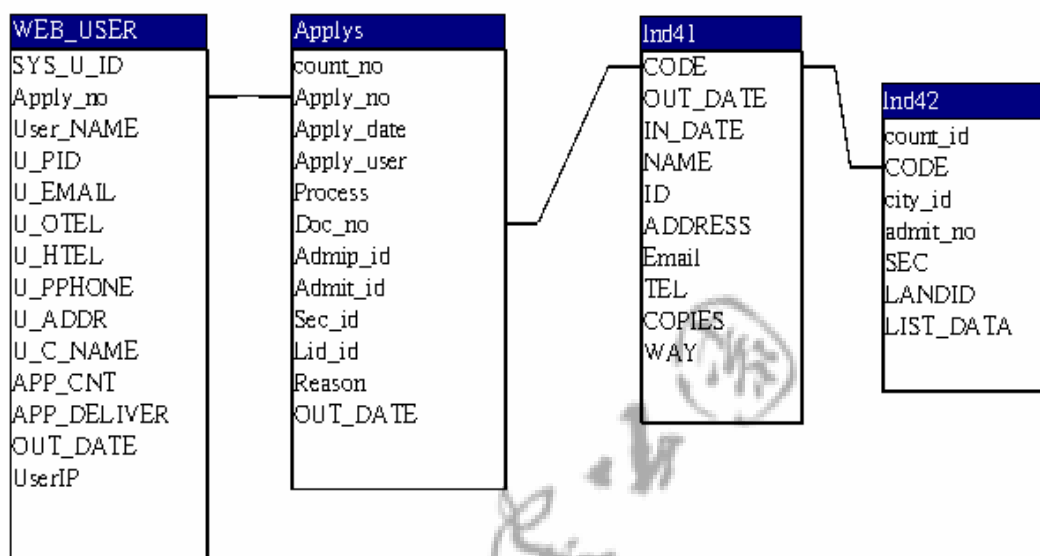 WEB_USER
SYS_U_ID
Apply_no
User_NAME
U_PID
U_EMAIL
U_OTEL
U_HTEL
U_PPHONE
U_ADDR
U_C_NAME
APP_CNT
APP_DELIVER
OUT_DATE
UserIP
Applys
count_no
Apply_no
Apply_date
Apply_user
Process
Doc_no
Admip_id
Admit_id
Sec_id
Lid_id
Reason
OUT_DATE
Ind41
CODE
OUT_DATE
IN_DATE
NAME
ID
ADDRESS
Email
TEL
COPIES
WAY
Ind42
count_id
CODE
city_id
admit_no
SEC
LANDID
LIST_DATA